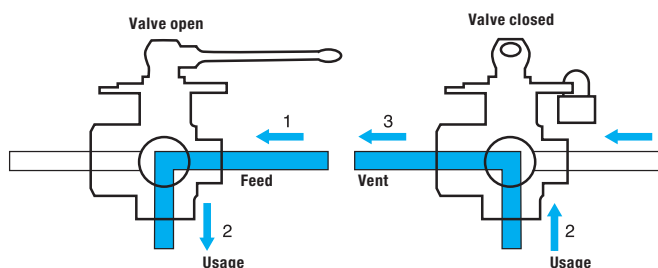 Valve open
1
Feed
2
Usage
Valve closed
3
Vent
2
Usage